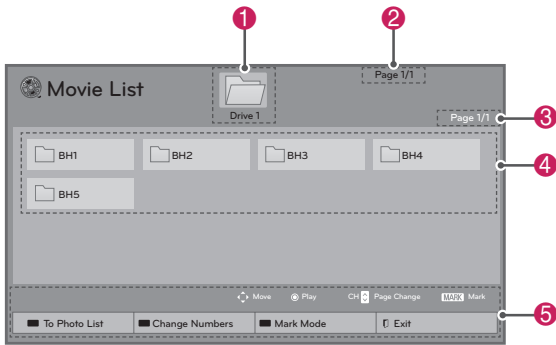 1
2
Page 1/1
Movie List
Drive 1
Page 1/1
3
BH1
BH2
BH3
BH4
4
BH5
Move
Play
CH
Page Change
MARK
Mark
5
To Photo List
Change Numbers
Mark Mode
Exit